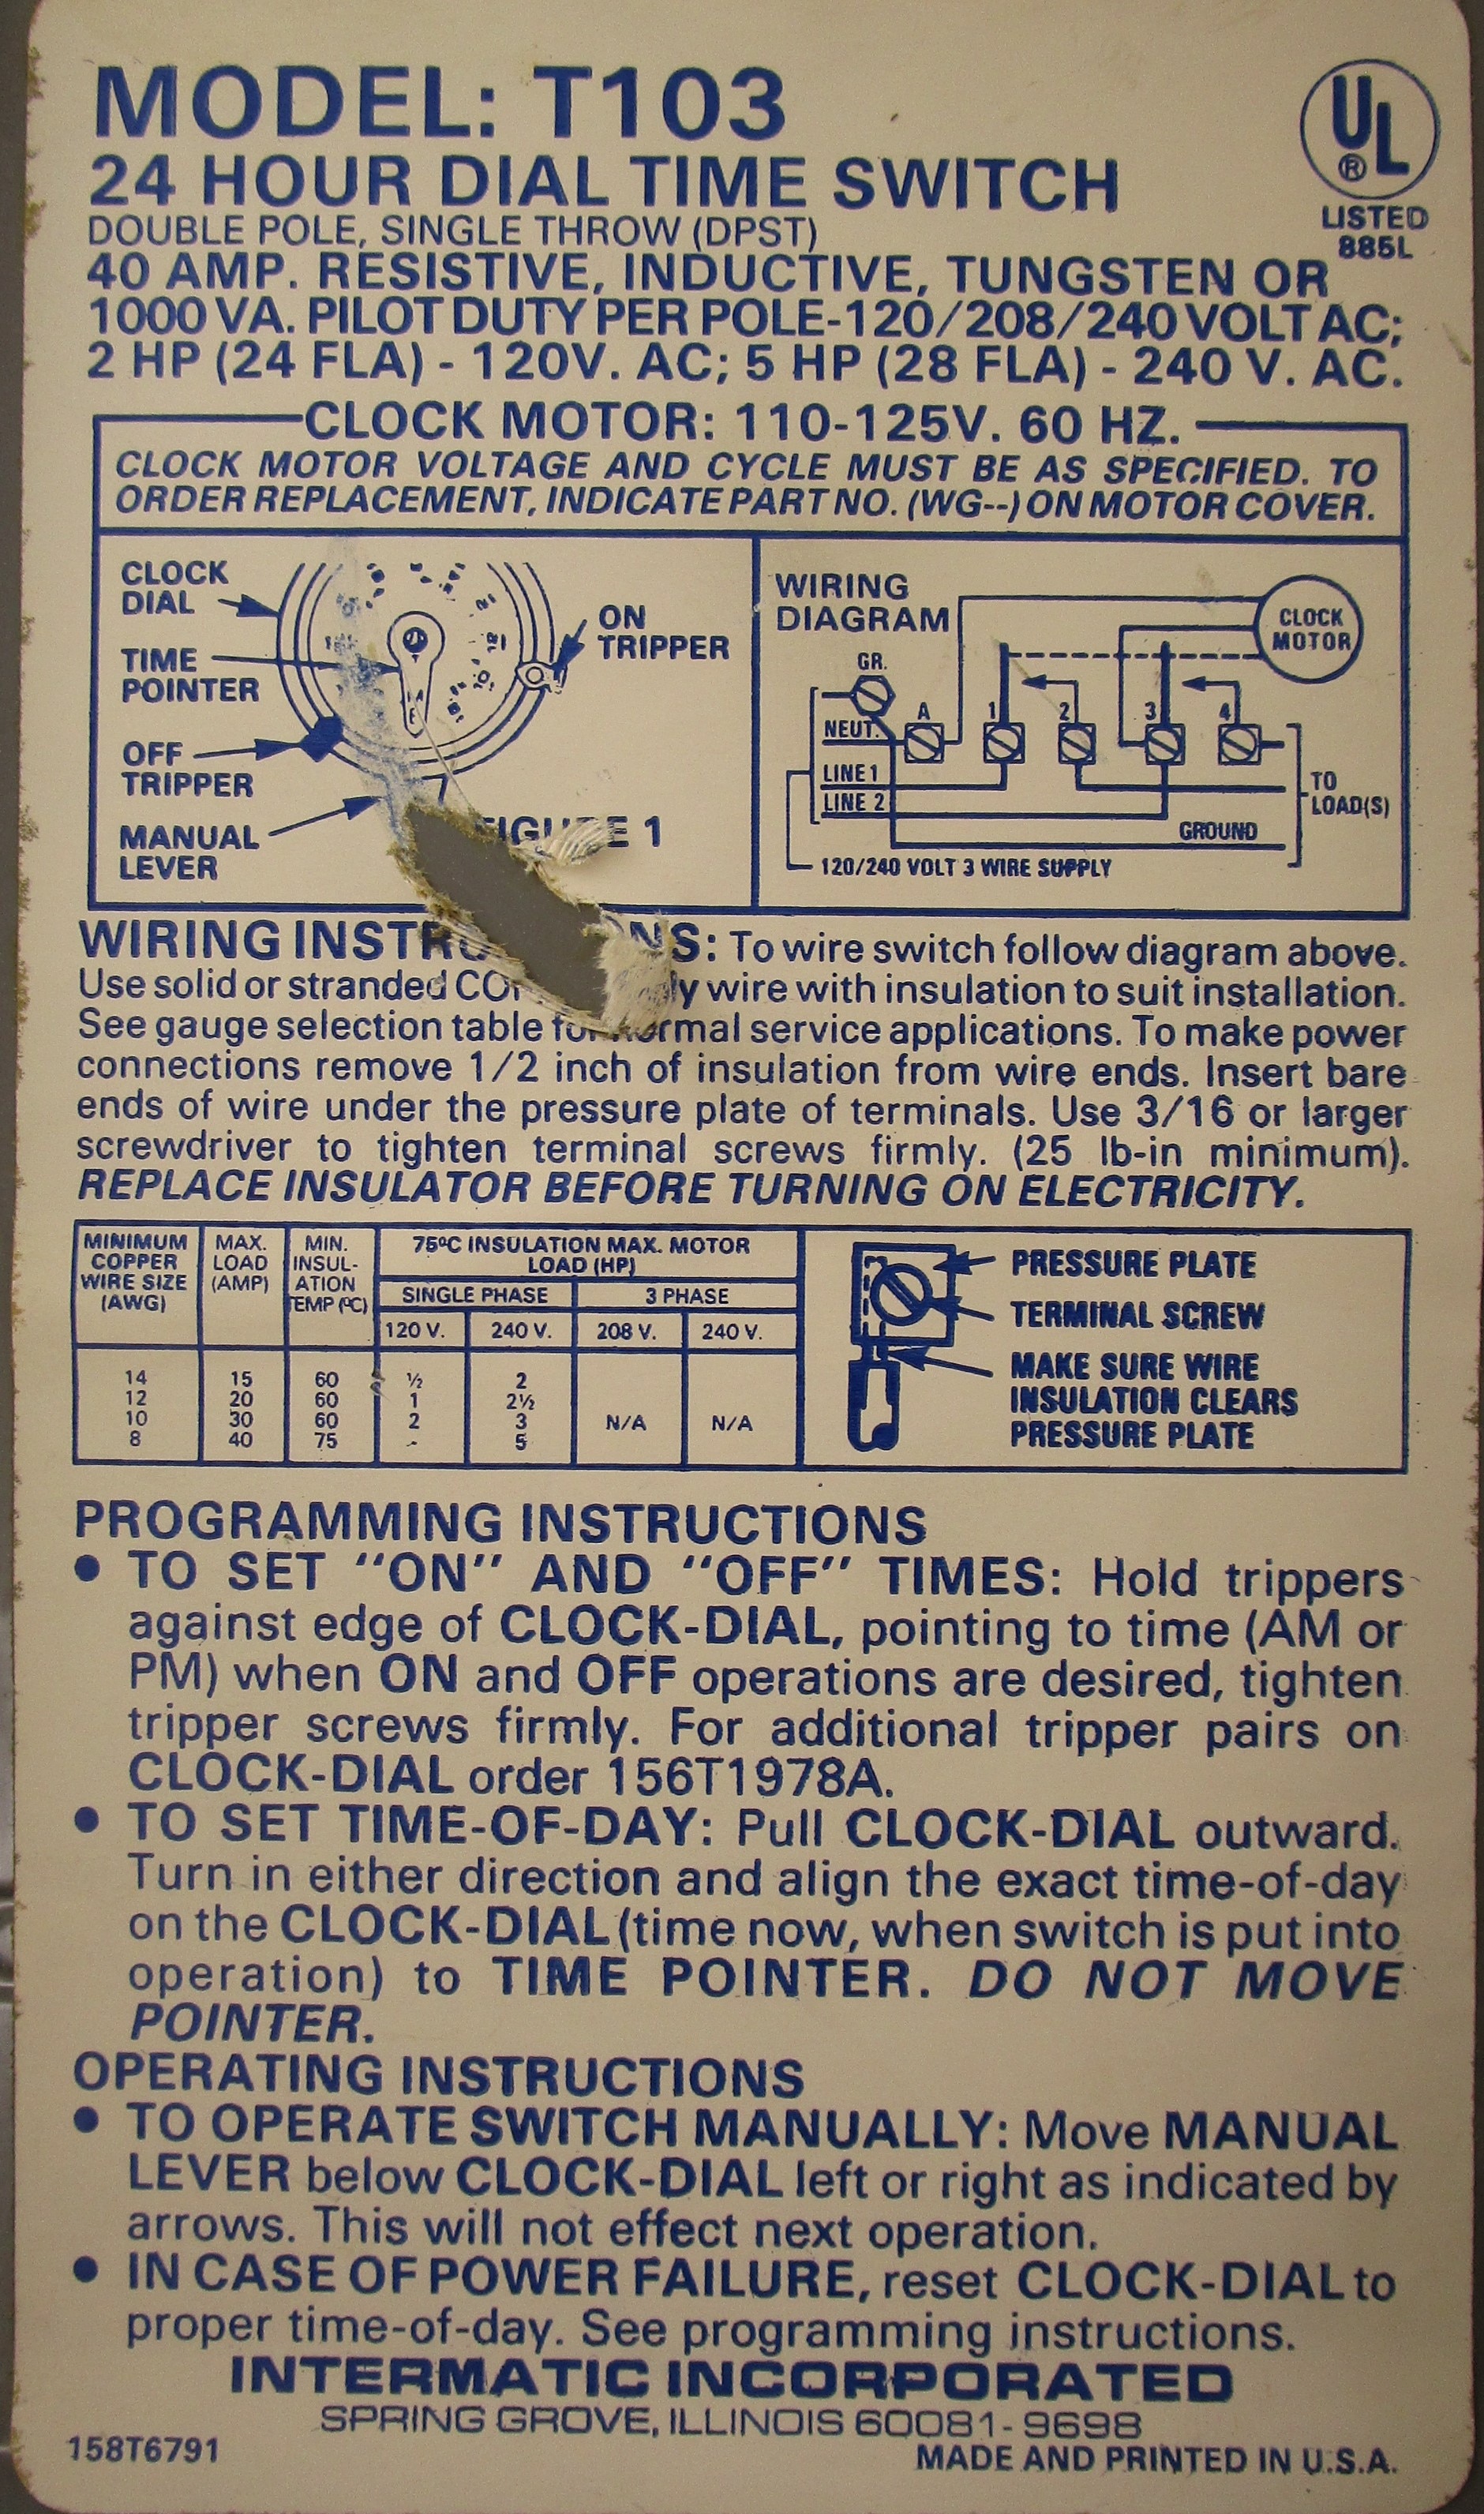 MODEL: T103
UL
®
LISTED
885L
24 HOUR DIAL TIME SWITCH
DOUBLE POLE, SINGLE THROW (DPST)
40 AMP. RESISTIVE, INDUCTIVE, TUNGSTEN OR
1000 VA. PILOT DUTY PER POLE-120/208/240 VOLT AC;
2 HP (24 FLA) - 120V. AC; 5 HP (28 FLA) - 240 V. AC.
CLOCK MOTOR: 110-125V. 60 HZ.
CLOCK MOTOR VOLTAGE AND CYCLE MUST BE AS SPECIFIED. TO
ORDER REPLACEMENT, INDICATE PART NO. (WG--) ON MOTOR COVER.
CLOCK
DIAL
TIME
POINTER
OFF
TRIPPER
MANUAL
LEVER
ON
TRIPPER
1
WIRING
DIAGRAM
CLOCK
MOTOR
GR.
NEUT.
A
1
2
3
4
LINE 1
LINE 2
TO
LOAD(S)
GROUND
120/240 VOLT 3 WIRE SUPPLY
WIRING To wire switch follow diagram above.
Use solid or stranded wire with insulation to suit installation.
See gauge selection table service applications. To make power
connections remove 1/2 inch of insulation from wire ends. Insert bare
ends of wire under the pressure plate of terminals. Use 3/16 or larger
screwdriver to tighten terminal screws firmly. (25 lb-in minimum).
REPLACE INSULATOR BEFORE TURNING ON ELECTRICITY.
MINIMUM
COPPER
WIRE SIZE
(AWG)
MAX.
LOAD
(AMP)
MIN.
INSUL-
ATION
TEMP (ºC)
75ºC INSULATION MAX. MOTOR
LOAD (HP)
SINGLE PHASE 3 PHASE
120 V. 240 V. 208 V. 240 V.
14 15 60 ½ 2
12 20 60 1 2½
10 30 60 2 3 N/A N/A
8 40 75 - 5
PRESSURE PLATE
TERMINAL SCREW
MAKE SURE WIRE
INSULATION CLEARS
PRESSURE PLATE
PROGRAMMING INSTRUCTIONS
● TO SET "ON" AND "OFF" TIMES: Hold trippers
against edge of CLOCK-DIAL, pointing to time (AM or
PM) when ON and OFF operations are desired, tighten
tripper screws firmly. For additional tripper pairs on
CLOCK-DIAL order 156T1978A.
● TO SET TIME-OF-DAY: Pull CLOCK-DIAL outward.
Turn in either direction and align the exact time-of-day
on the CLOCK-DIAL (time now, when switch is put into
operation) to TIME POINTER. DO NOT MOVE
POINTER.
OPERATING INSTRUCTIONS
● TO OPERATE SWITCH MANUALLY: Move MANUAL
LEVER below CLOCK-DIAL left or right as indicated by
arrows. This will not effect next operation.
● IN CASE OF POWER FAILURE, reset CLOCK-DIAL to
proper time-of-day. See programming instructions.
INTERMATIC INCORPORATED
SPRING GROVE, ILLINOIS 60081-9698
158T6791
MADE AND PRINTED IN U.S.A.